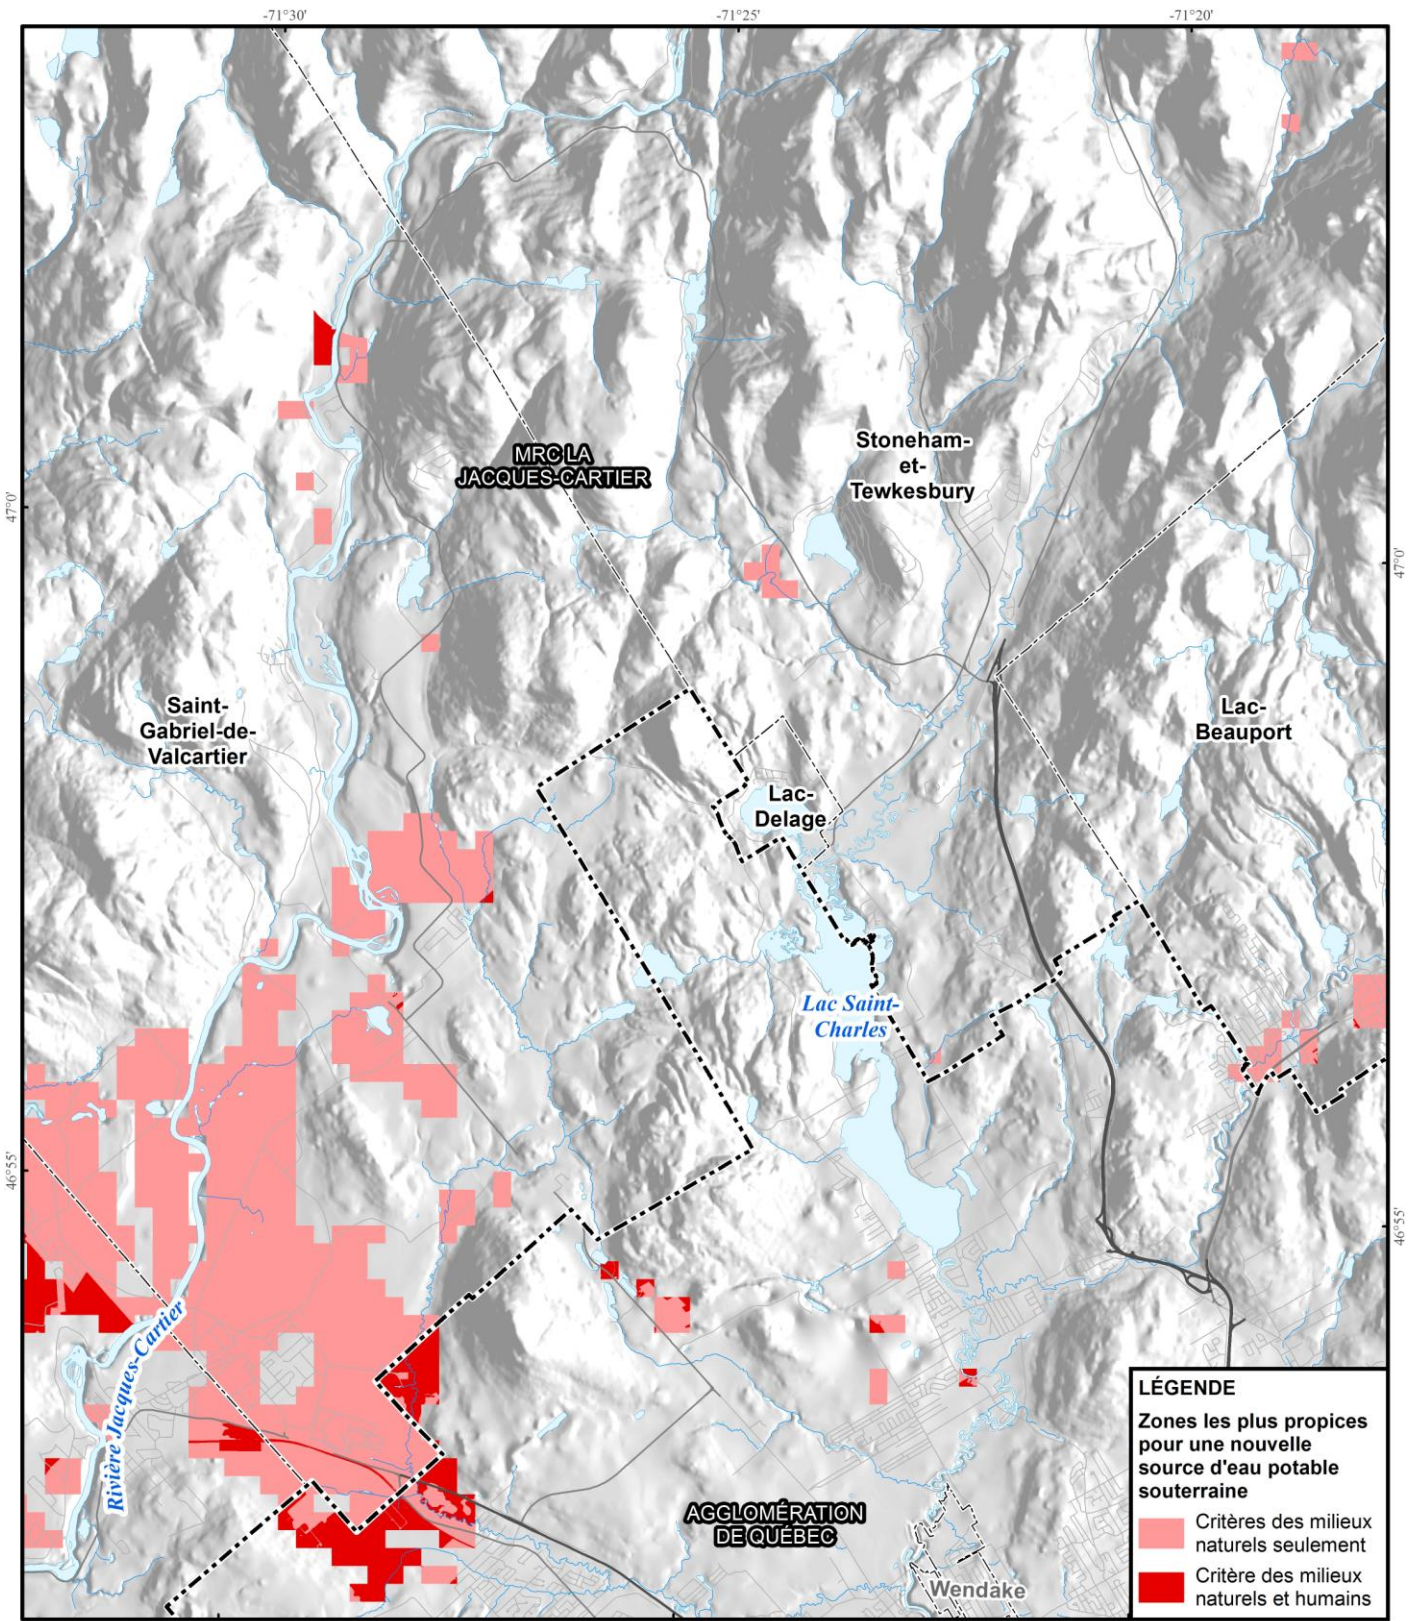 -71°30'
-71°25'
-71°20'
47°0'
47°0'
MRC LA
JACQUES-CARTIER
Stoneham-
et-
Tewkesbury
Saint-
Gabriel-de-
Valcartier
Lac-
Beauport
Lac-
Delage
Lac Saint-
Charles
46°55'
46°55'
Rivière Jacques-Cartier
AGGLOMÉRATION
DE QUÉBEC
Wendake
LÉGENDE
Zones les plus propices
pour une nouvelle
source d'eau potable
souterraine
Critères des milieux
naturels seulement
Critère des milieux
naturels et humains